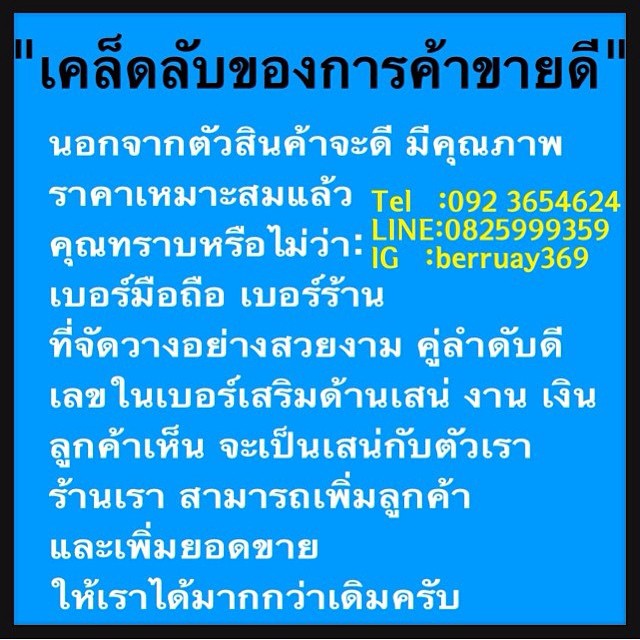 "เคล็ดลับของการค้าขายดี"
นอกจากตัวสินค้าจะดี มีคุณภาพ
ราคาเหมาะสมแล้ว
Tel :092 3654624
LINE:0825999359
IG :berruay369
คุณทราบหรือไม่ว่า:
เบอร์มือถือ เบอร์ร้าน
ที่จัดวางอย่างสวยงาม คู่ลำดับดี
เลขในเบอร์เสริมด้านเสน่ งาน เงิน
ลูกค้าเห็น จะเป็นเสน่กับตัวเรา
ร้านเรา สามารถเพิ่มลูกค้า
และเพิ่มยอดขาย
ให้เราได้มากกว่าเดิมครับ